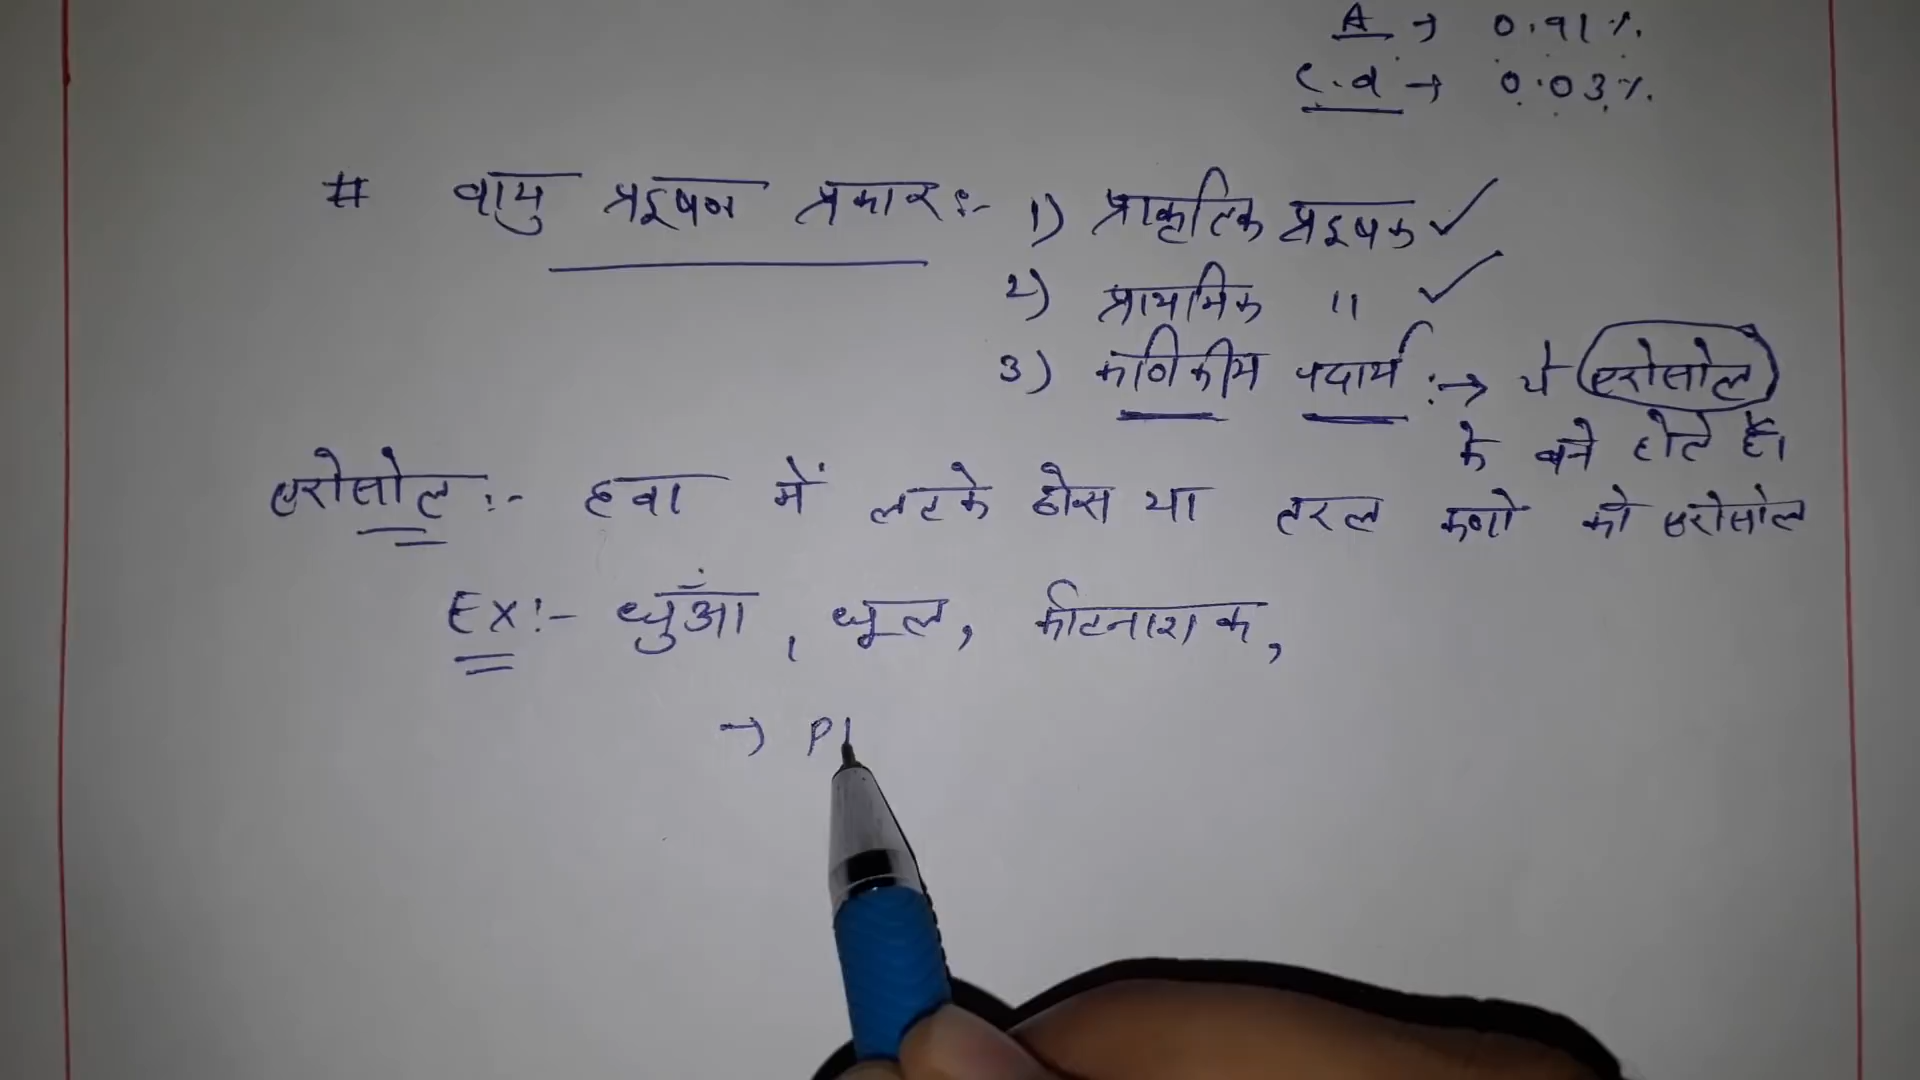 A → 0.91%.
C.d → 0.03%.
# वायु प्रदूषण प्रकार :- 1) प्राकृतिक प्रदूषक ✓
2) प्राथमिक " ✓
3) कणिकीय पदार्थ :→ ये एरोसोल
के बने होते हैं।
एरोसोल :- हवा में लटके ठोस या तरल कणो को एरोसोल
Ex:- धुँआ, धूल, कीटनाशक,
→ P